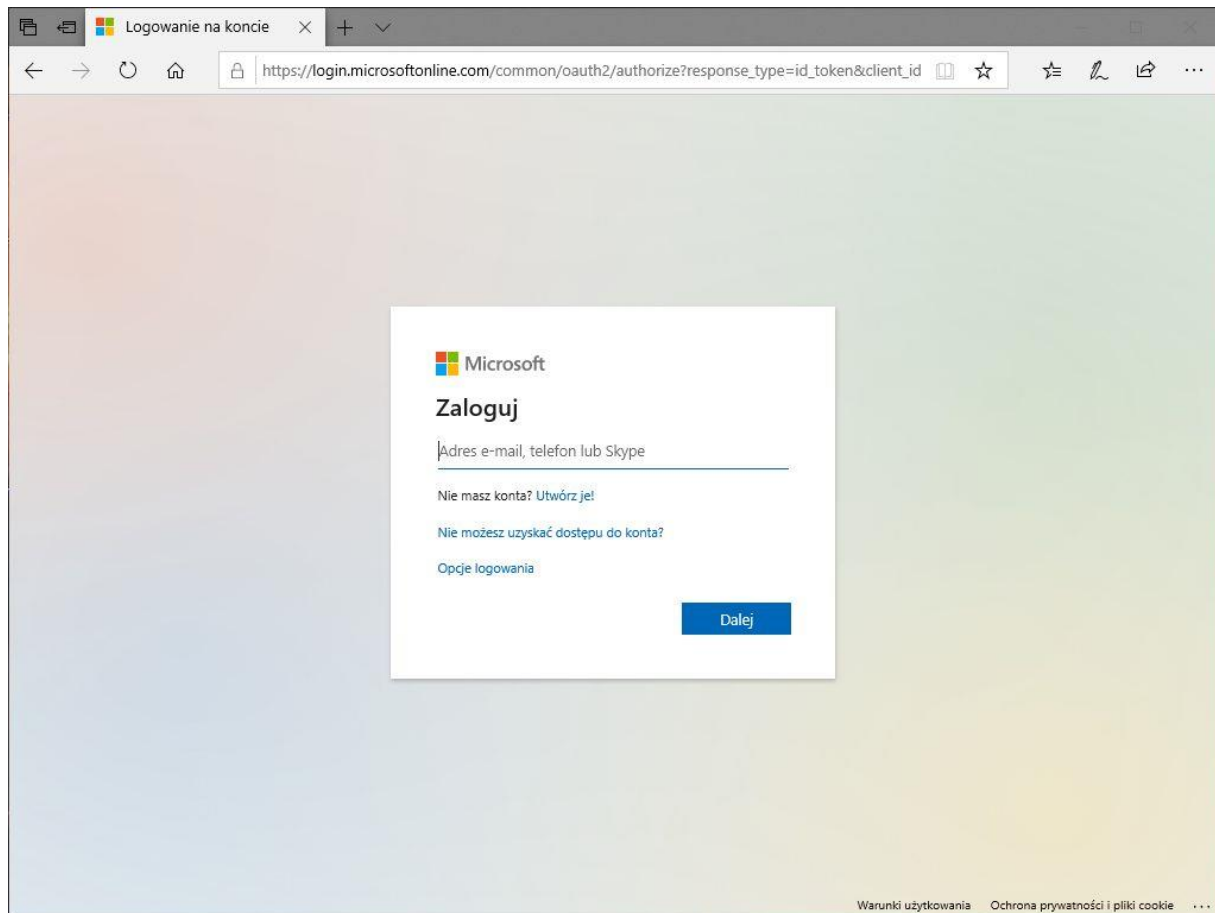 Logowanie na koncie
https://login.microsoftonline.com/common/oauth2/authorize?response_type=id_token&client_id
Microsoft
Zaloguj
Adres e-mail, telefon lub Skype
Nie masz konta? Utwórz je!
Nie możesz uzyskać dostępu do konta?
Opcje logowania
Dalej
Warunki użytkowania Ochrona prywatności i pliki cookie ...